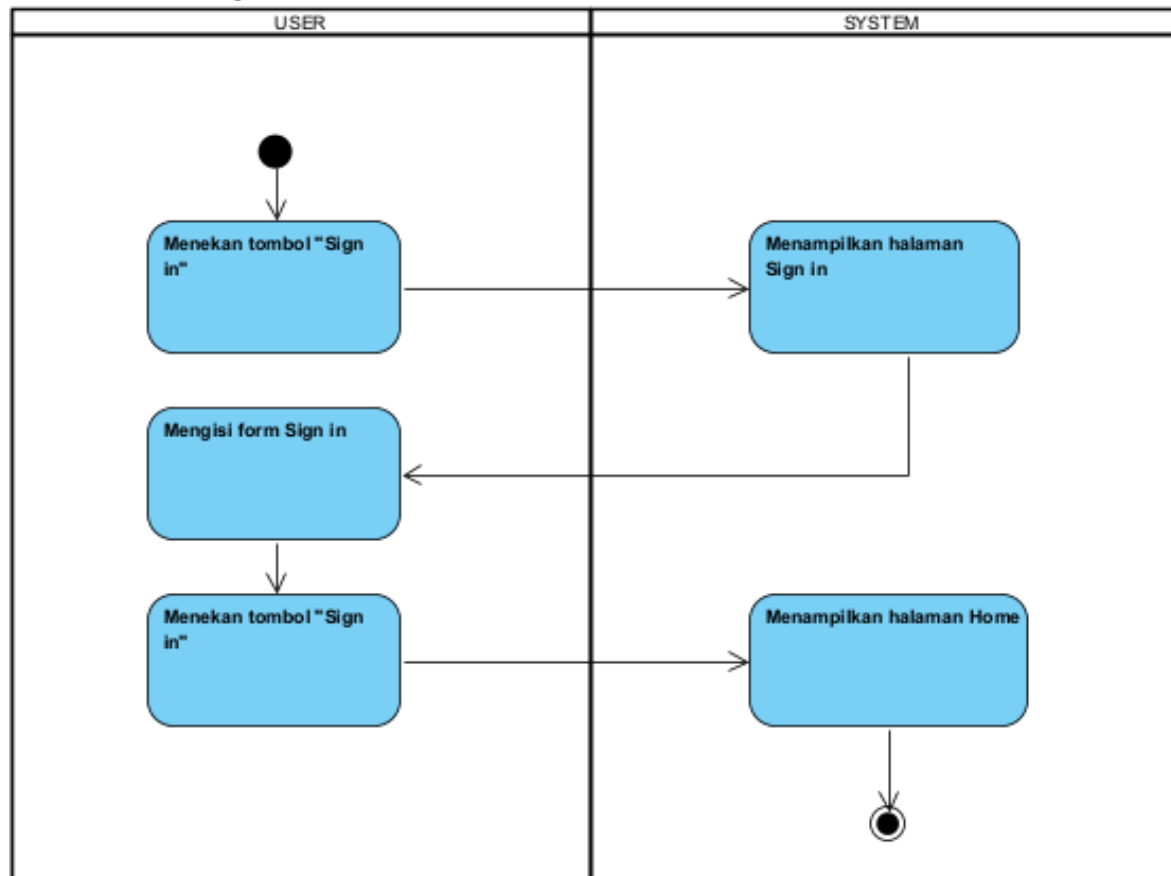 USER
SYSTEM
Menekan tombol "Sign
in"
Menampilkan halaman
Sign in
Mengisi form Sign in
Menekan tombol "Sign
in"
Menampilkan halaman Home